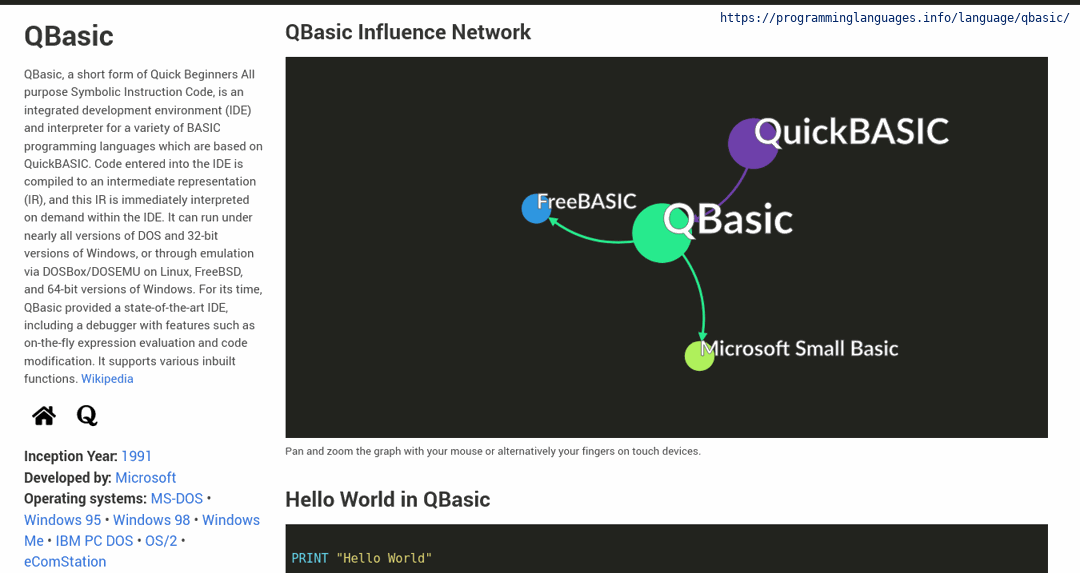 https://programminglanguages.info/language/qbasic/
QBasic
QBasic, a short form of Quick Beginners All
purpose Symbolic Instruction Code, is an
integrated development environment (IDE)
and interpreter for a variety of BASIC
programming languages which are based on
QuickBASIC. Code entered into the IDE is
compiled to an intermediate representation
(IR), and this IR is immediately interpreted
on demand within the IDE. It can run under
nearly all versions of DOS and 32-bit
versions of Windows, or through emulation
via DOSBox/DOSEMU on Linux, FreeBSD,
and 64-bit versions of Windows. For its time,
QBasic provided a state-of-the-art IDE,
including a debugger with features such as
on-the-fly expression evaluation and code
modification. It supports various inbuilt
functions. Wikipedia
Q
Inception Year: 1991
Developed by: Microsoft
Operating systems: MS-DOS •
Windows 95 • Windows 98 • Windows
Me • IBM PC DOS • OS/2 •
eComStation
QBasic Influence Network
QuickBASIC
FreeBASIC
QBasic
Microsoft Small Basic
Pan and zoom the graph with your mouse or alternatively your fingers on touch devices.
Hello World in QBasic
PRINT "Hello World"